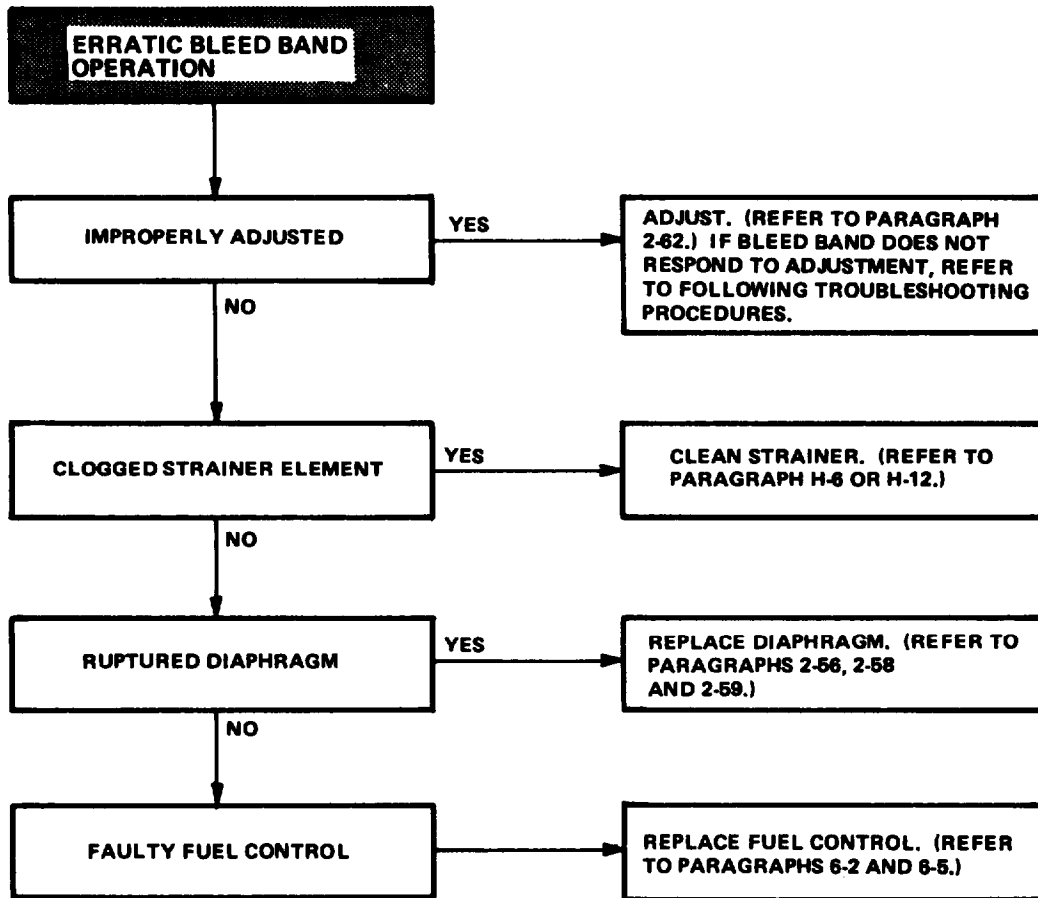 ERRATIC BLEED BAND
OPERATION
IMPROPERLY ADJUSTED
YES
ADJUST. (REFER TO PARAGRAPH
2-62.) IF BLEED BAND DOES NOT
RESPOND TO ADJUSTMENT, REFER
TO FOLLOWING TROUBLESHOOTING
PROCEDURES.
NO
CLOGGED STRAINER ELEMENT
YES
CLEAN STRAINER. (REFER TO
PARAGRAPH H-6 OR H-12.)
NO
RUPTURED DIAPHRAGM
YES
REPLACE DIAPHRAGM. (REFER TO
PARAGRAPHS 2-56, 2-58
AND 2-59.)
NO
FAULTY FUEL CONTROL
REPLACE FUEL CONTROL. (REFER
TO PARAGRAPHS 6-2 AND 6-5.)